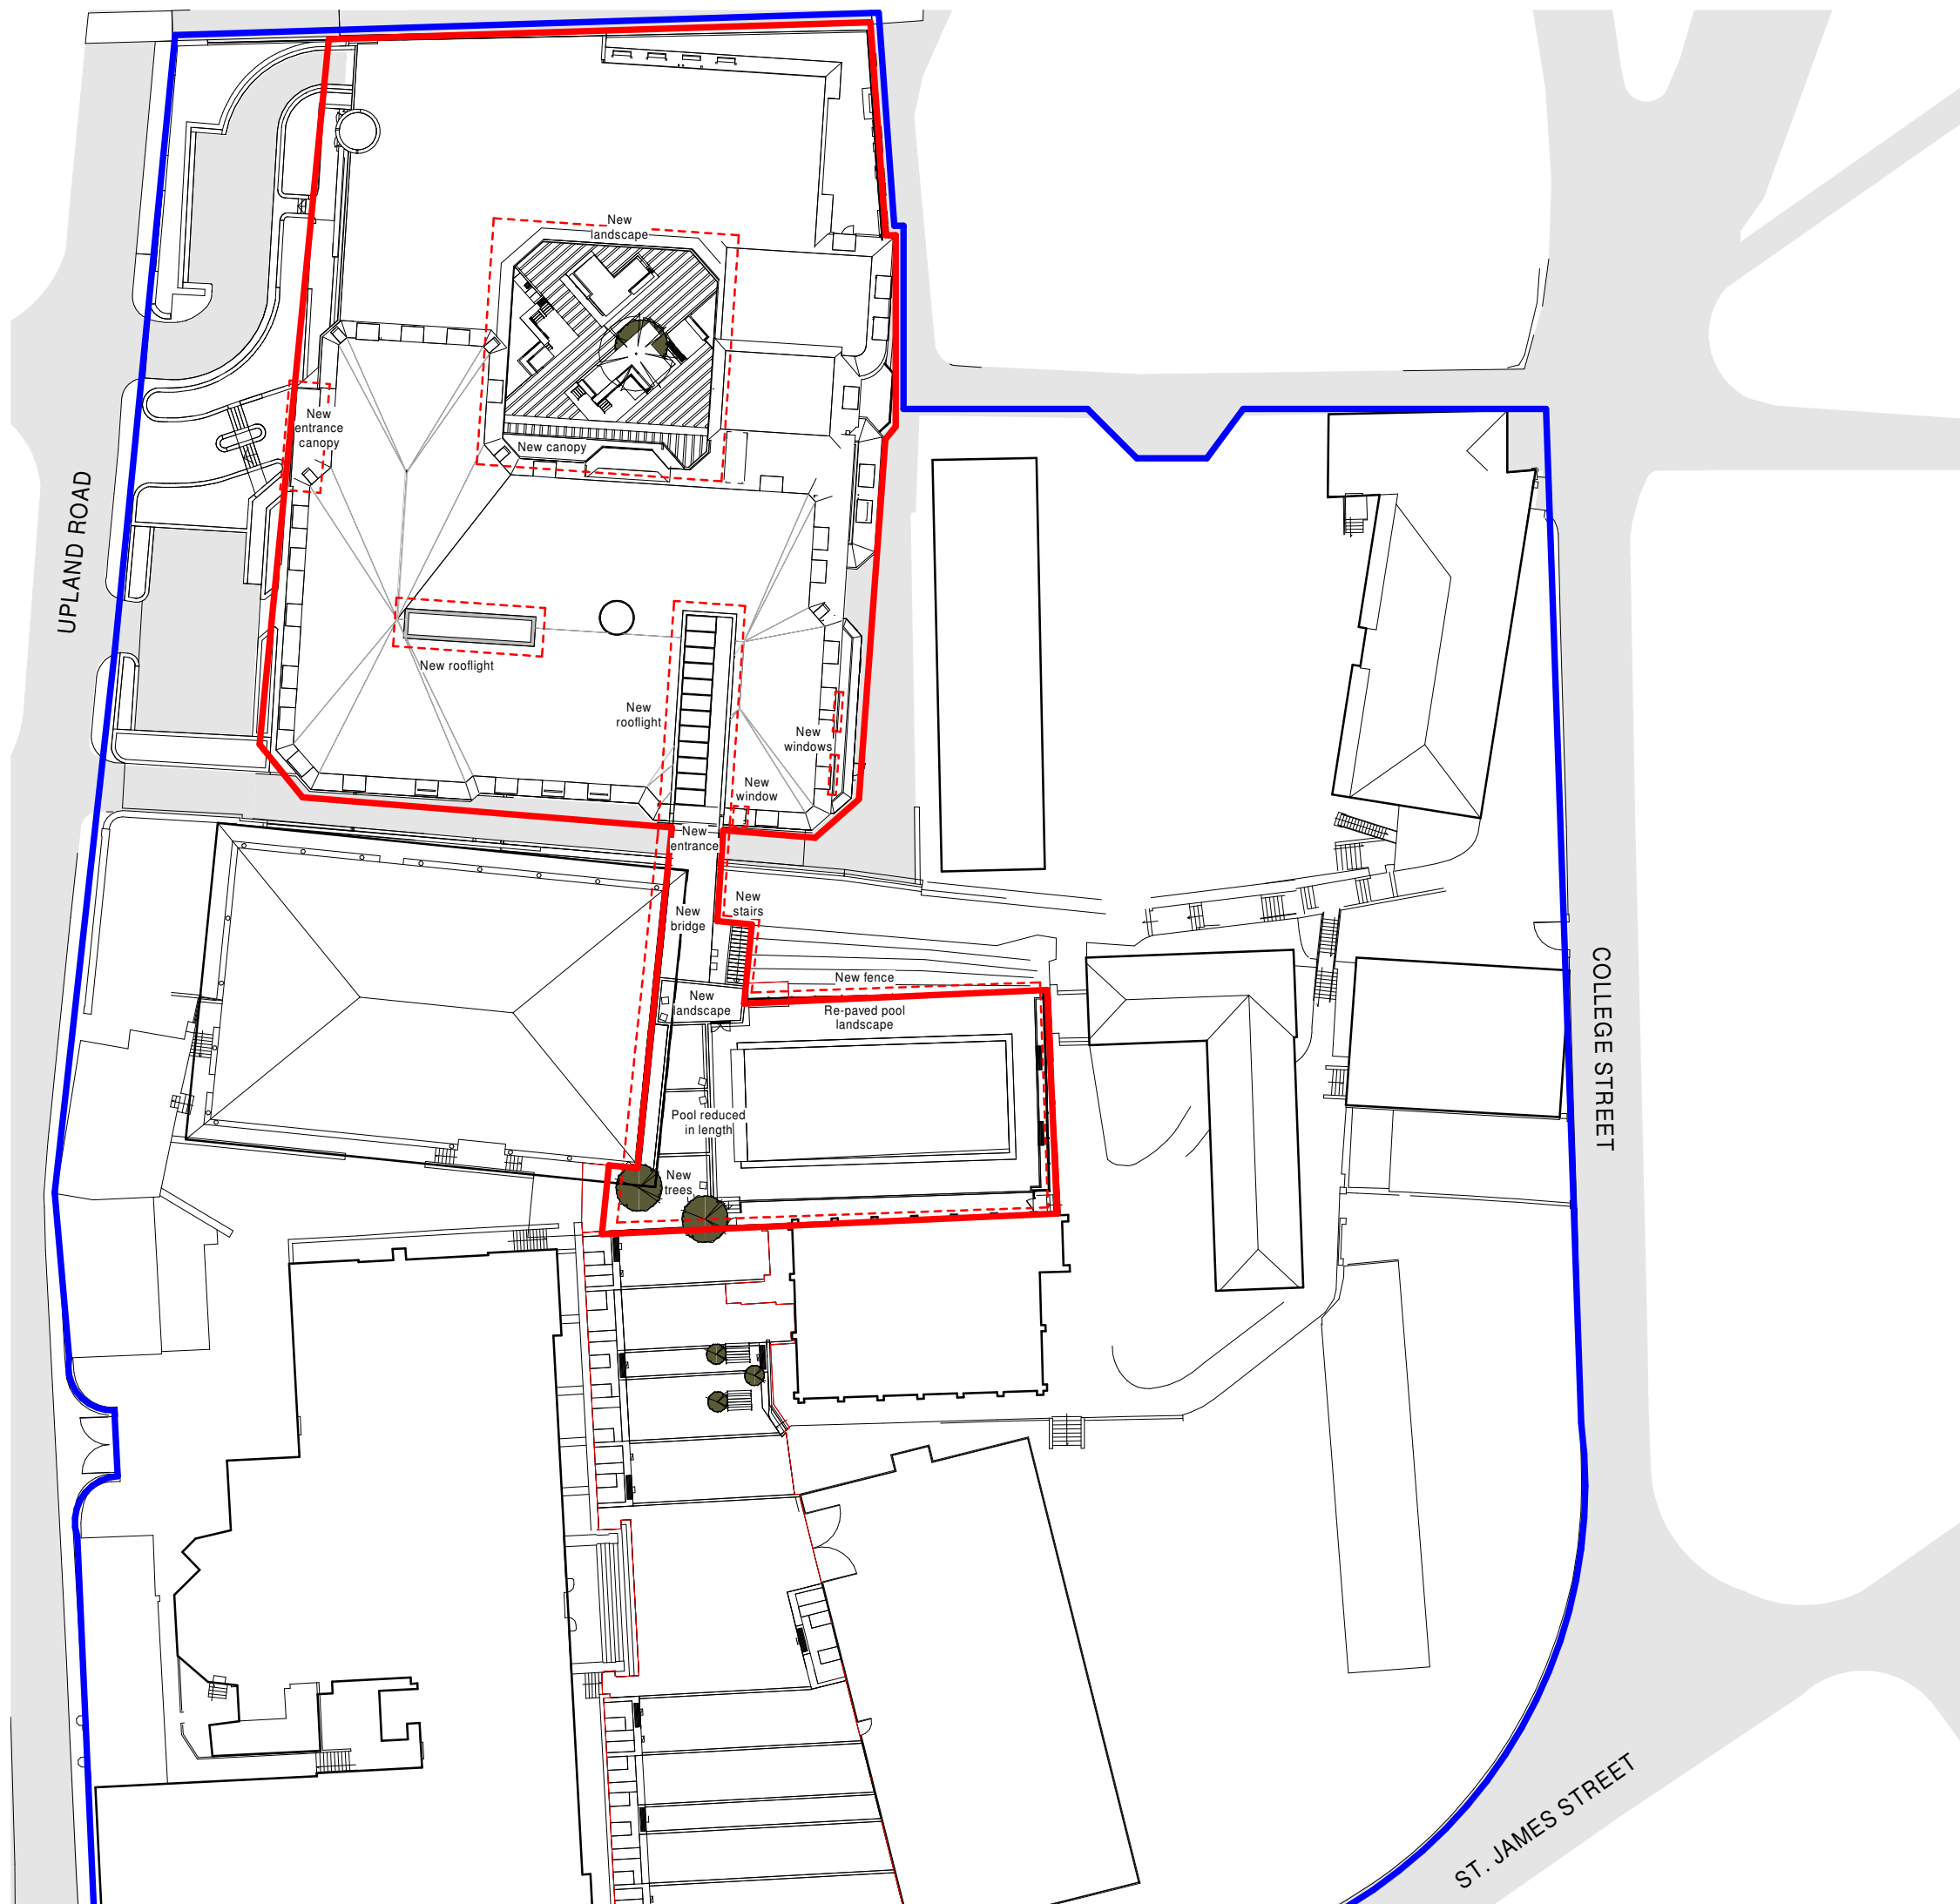 New
landscape
New
entrance
canopy
New canopy
UPLAND ROAD
New rooflight
New
rooflight
New
windows
New
window
New
entrance
New
stairs
New
bridge
New fence
New
landscape
Re-paved pool
landscape
Pool reduced
in length
New
trees
COLLEGE STREET
ST. JAMES STREET